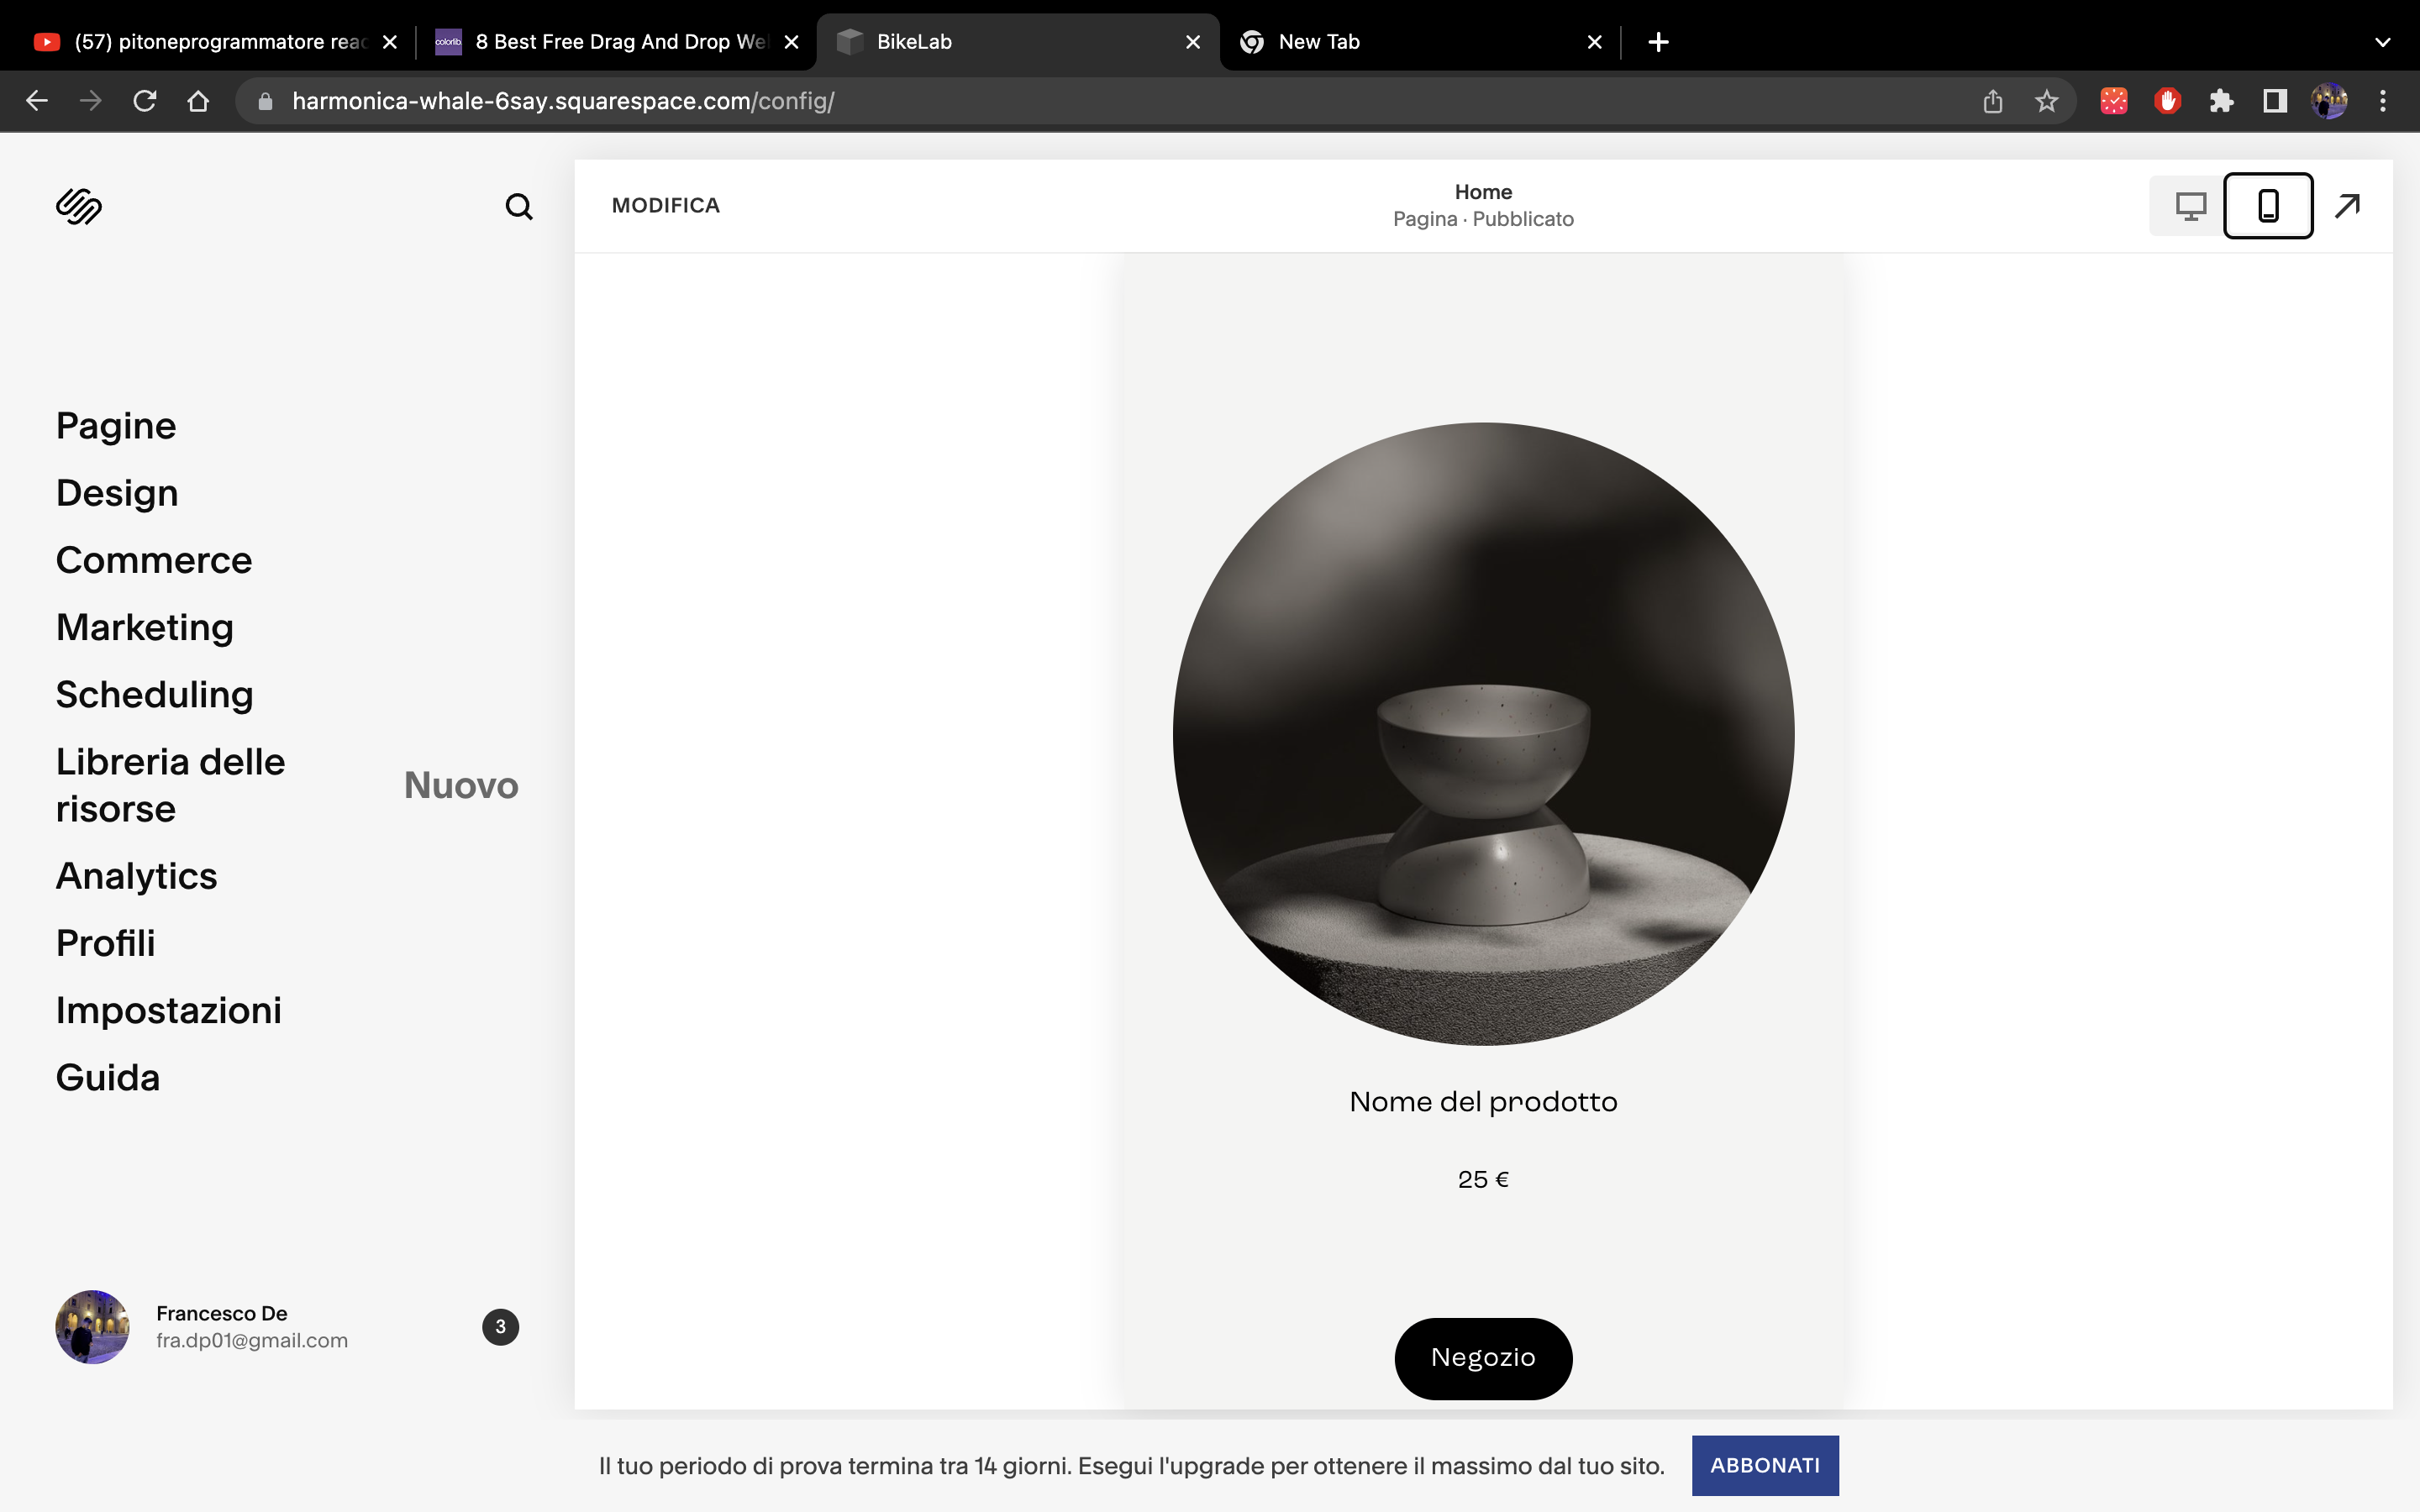 (57) pitoneprogrammatore reac
colorlib.
8 Best Free Drag And Drop We
BikeLab
New Tab
harmonica-whale-6say.squarespace.com/config/
MODIFICA
Home
Pagina · Pubblicato
Pagine
Design
Commerce
Marketing
Scheduling
Libreria delle
risorse
Nuovo
Analytics
Profili
Impostazioni
Guida
Francesco De
fra.dp01@gmail.com
3
Nome del prodotto
25 €
Negozio
Il tuo periodo di prova termina tra 14 giorni. Esegui l'upgrade per ottenere il massimo dal tuo sito.
ABBONATI